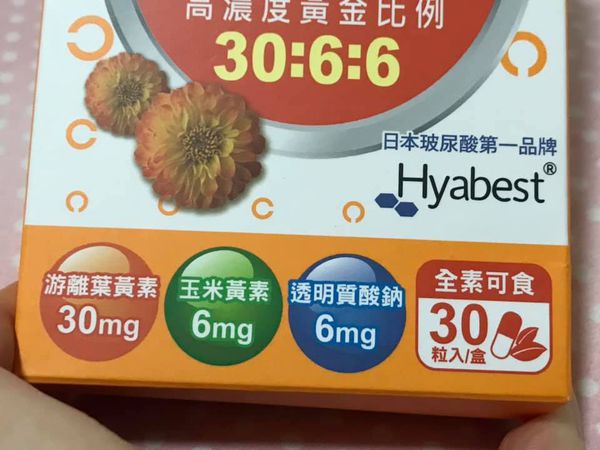 高濃度黃金比例
30:6:6
日本玻尿酸第一品牌
Hyabest®
游離葉黃素
30mg
玉米黃素
6mg
透明質酸鈉
6mg
全素可食
30
粒入/盒